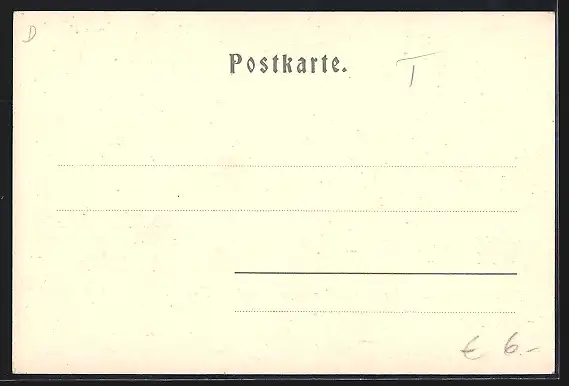 D
Postkarte.
T
€ 6.-